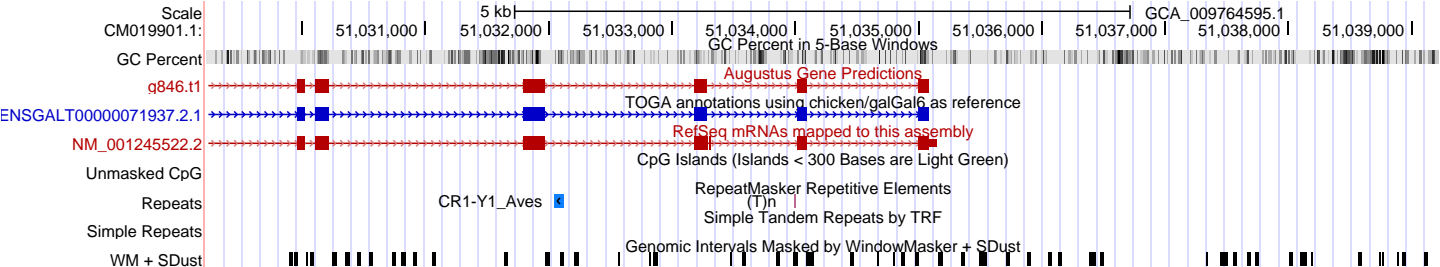 Scale 5 kb GCA_009764595.1
CM019901.1: 51,031,000 51,032,000 51,033,000 51,034,000 51,035,000 51,036,000 51,037,000 51,038,000 51,039,000
GC Percent in 5-Base Windows
GC Percent
Augustus Gene Predictions
g846.t1
TOGA annotations using chicken/galGal6 as reference
ENSGALT00000071937.2.1
RefSeq mRNAs mapped to this assembly
NM_001245522.2
CpG Islands (Islands < 300 Bases are Light Green)
Unmasked CpG
RepeatMasker Repetitive Elements
Repeats CR1-Y1_Aves (T)n
Simple Tandem Repeats by TRF
Simple Repeats
Genomic Intervals Masked by WindowMasker + SDust
WM + SDust